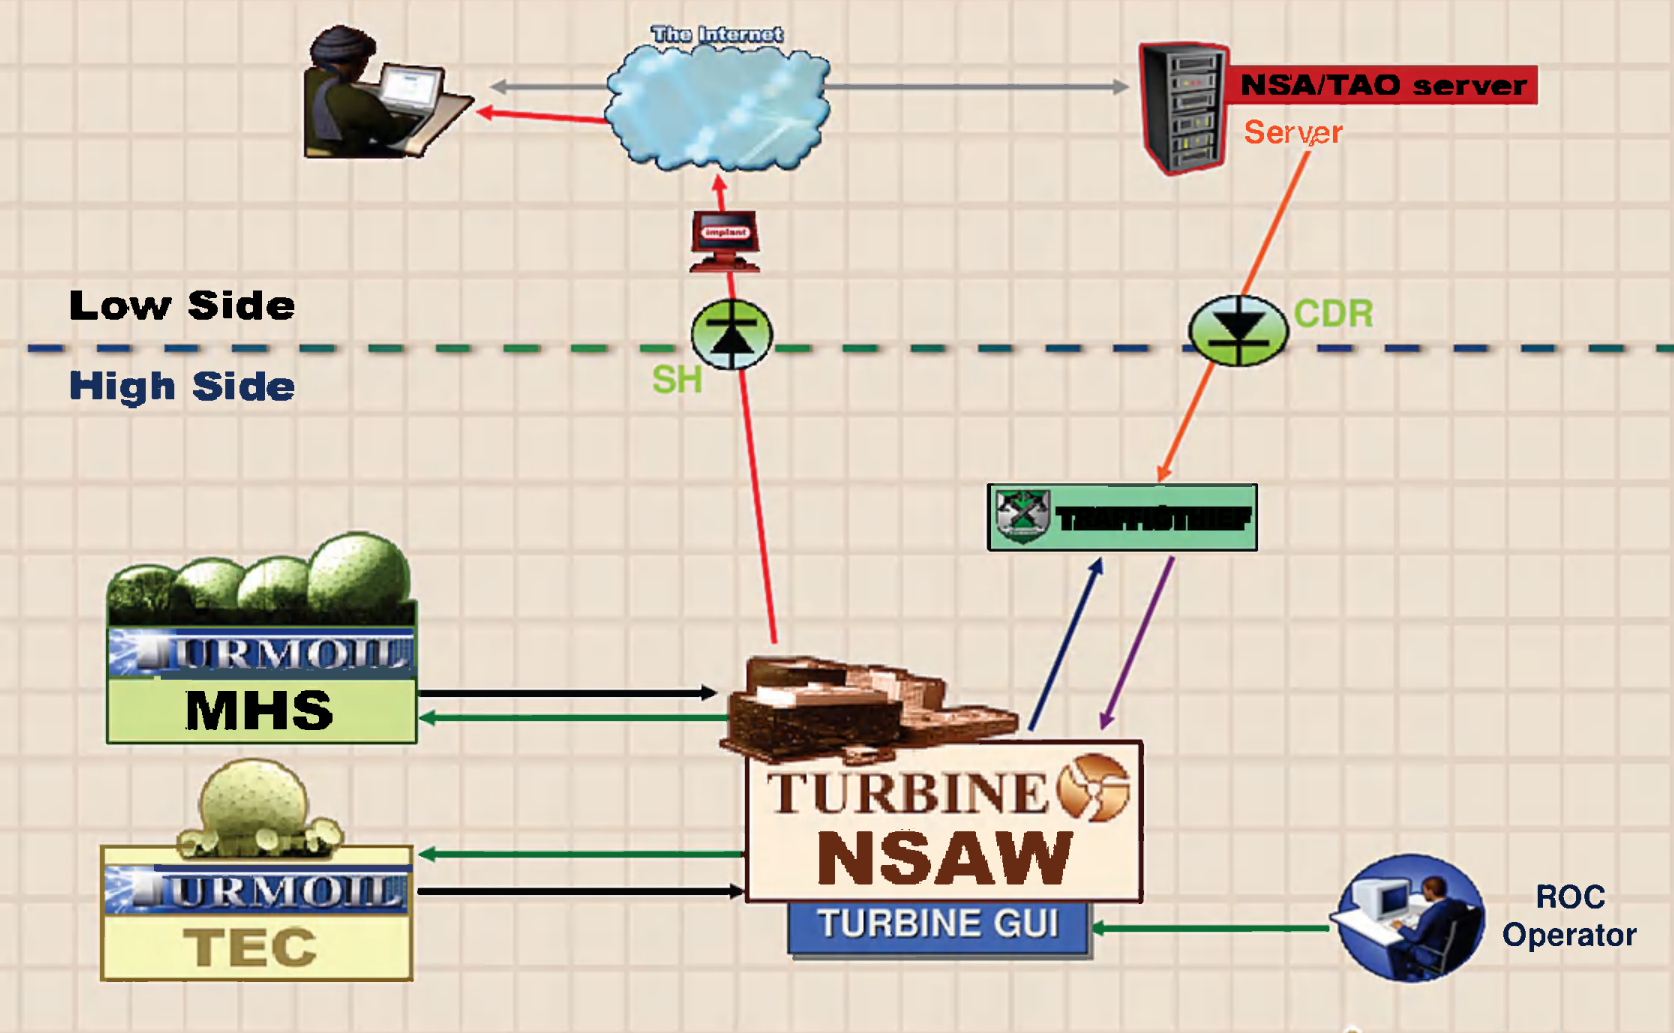 The Internet
NSA/TAO server
Server
implant
Low Side
CDR
High Side
SH
TRAFFICTHIEF
TURMOIL
MHS
TURBINE
NSAW
TURMOIL
TEC
TURBINE GUI
ROC
Operator